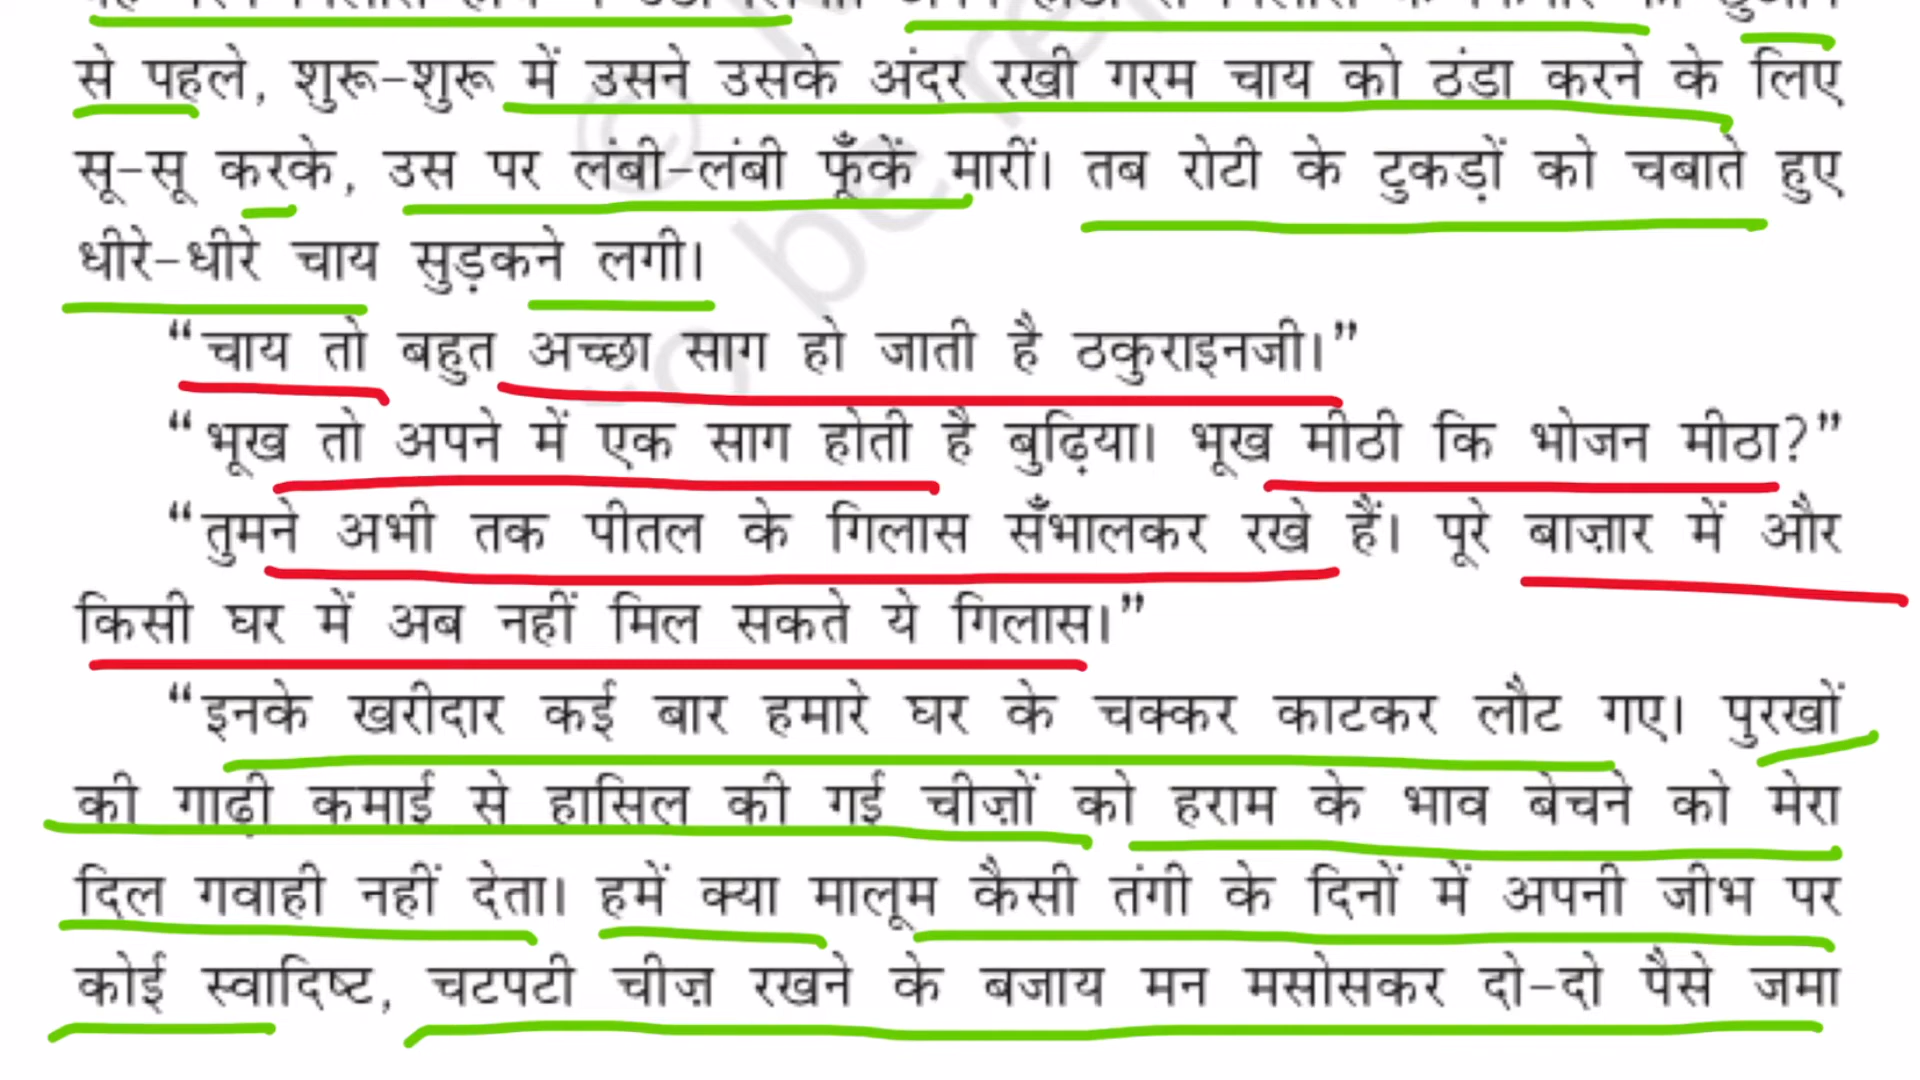 से पहले, शुरू-शुरू में उसने उसके अंदर रखी गरम चाय को ठंडा करने के लिए
सू-सू करके, उस पर लंबी-लंबी फूँकें मारीं। तब रोटी के टुकड़ों को चबाते हुए
धीरे-धीरे चाय सुड़कने लगी।
“चाय तो बहुत अच्छा साग हो जाती है ठकुराइनजी।”
“भूख तो अपने में एक साग होती है बुढ़िया। भूख मीठी कि भोजन मीठा?”
“तुमने अभी तक पीतल के गिलास सँभालकर रखे हैं। पूरे बाज़ार में और
किसी घर में अब नहीं मिल सकते ये गिलास।”
“इनके खरीदार कई बार हमारे घर के चक्कर काटकर लौट गए। पुरखों
की गाढ़ी कमाई से हासिल की गई चीज़ों को हराम के भाव बेचने को मेरा
दिल गवाही नहीं देता। हमें क्या मालूम कैसी तंगी के दिनों में अपनी जीभ पर
कोई स्वादिष्ट, चटपटी चीज़ रखने के बजाय मन मसोसकर दो-दो पैसे जमा